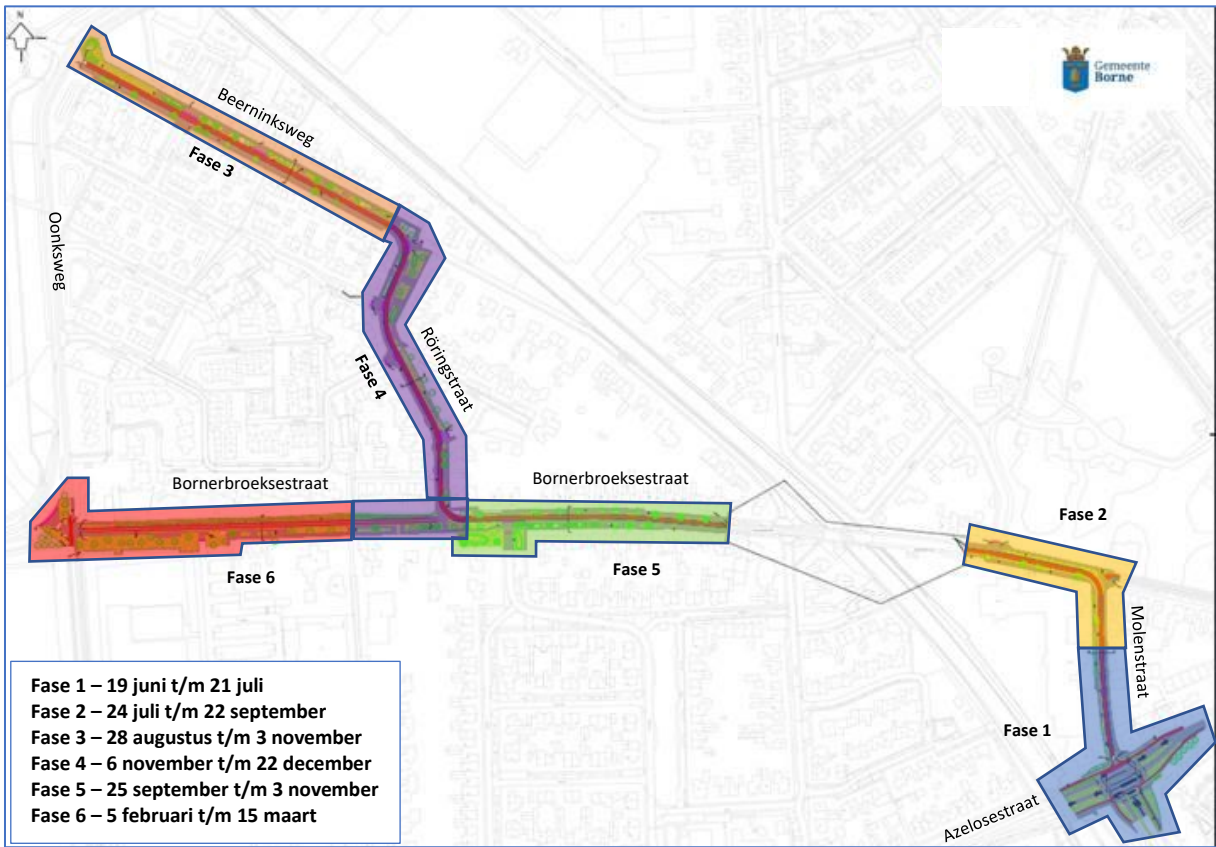 N
Gemeente
Borne
Beerninksweg
Fase 3
Oonksweg
Röringstraat
Fase 4
Bornerbroeksestraat
Bornerbroeksestraat
Fase 2
Fase 6
Fase 5
Molenstraat
Fase 1
Azelosestraat
Fase 1 – 19 juni t/m 21 juli
Fase 2 – 24 juli t/m 22 september
Fase 3 – 28 augustus t/m 3 november
Fase 4 – 6 november t/m 22 december
Fase 5 – 25 september t/m 3 november
Fase 6 – 5 februari t/m 15 maart